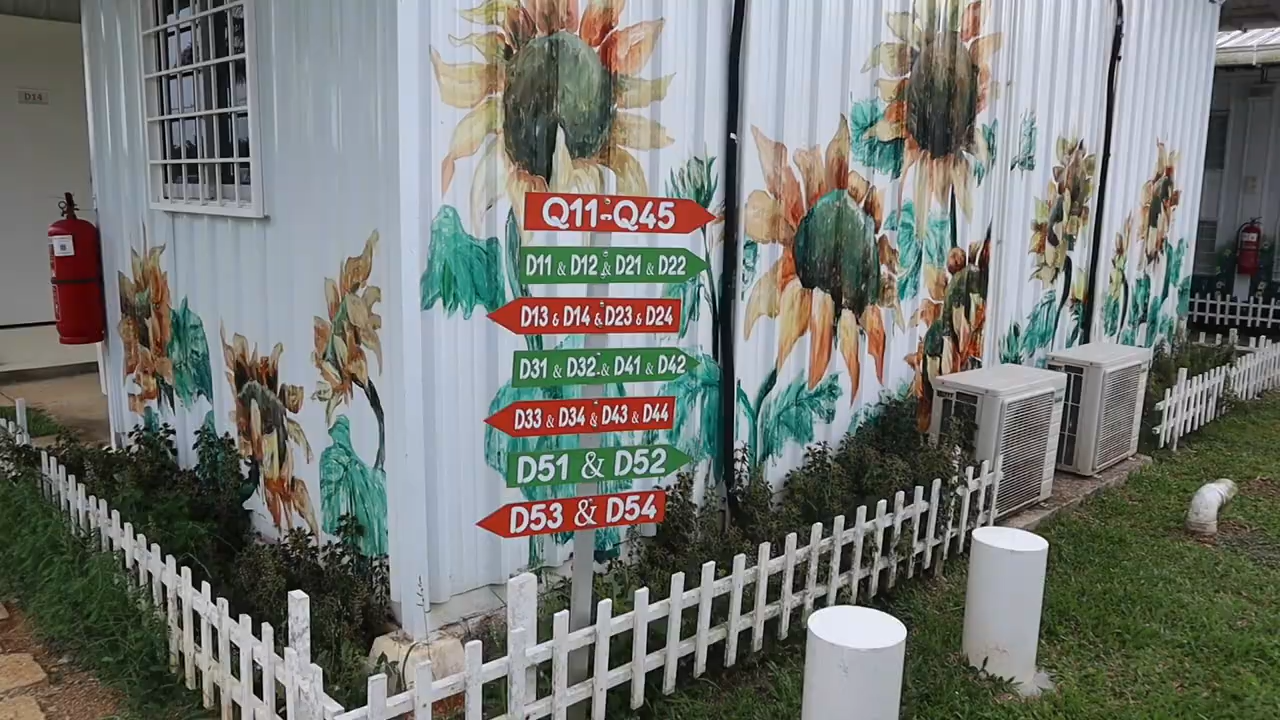 D14
Q11-Q45
D11 & D12 & D21 & D22
D13 & D14 & D23 & D24
D31 & D32 & D41 & D42
D33 & D34 & D43 & D44
D51 & D52
D53 & D54